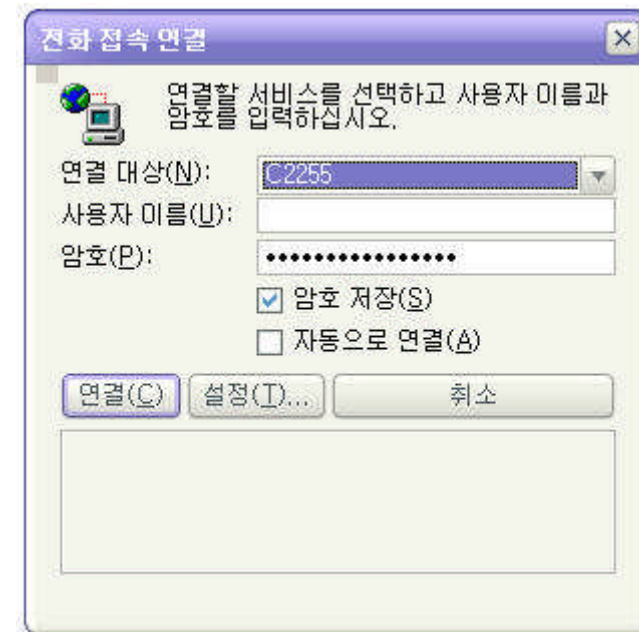 전화 접속 연결
연결할 서비스를 선택하고 사용자 이름과
암호를 입력하십시오.
연결 대상(N): C2255
사용자 이름(U):
암호(P): ••••••••••••••••
암호 저장(S)
자동으로 연결(A)
연결(C) 설정(T)... 취소